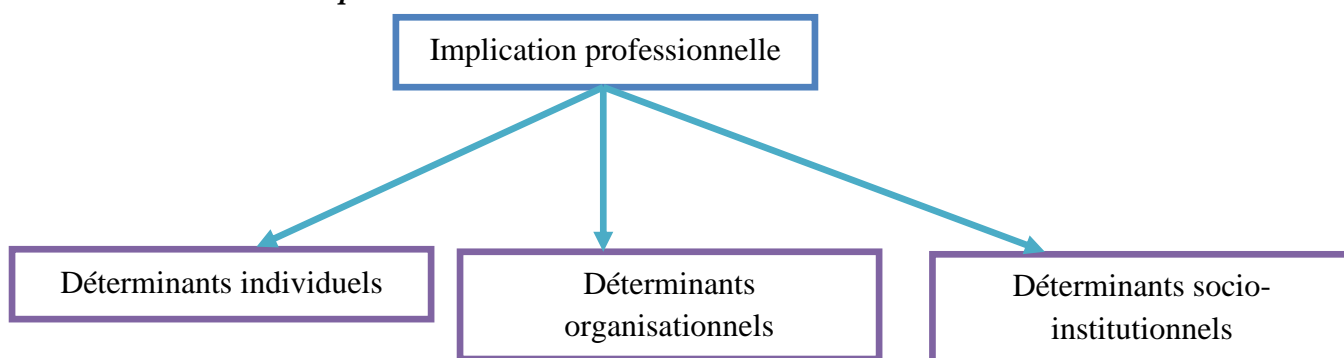 Implication professionnelle
Déterminants individuels
Déterminants
organisationnels
Déterminants socio-
institutionnels